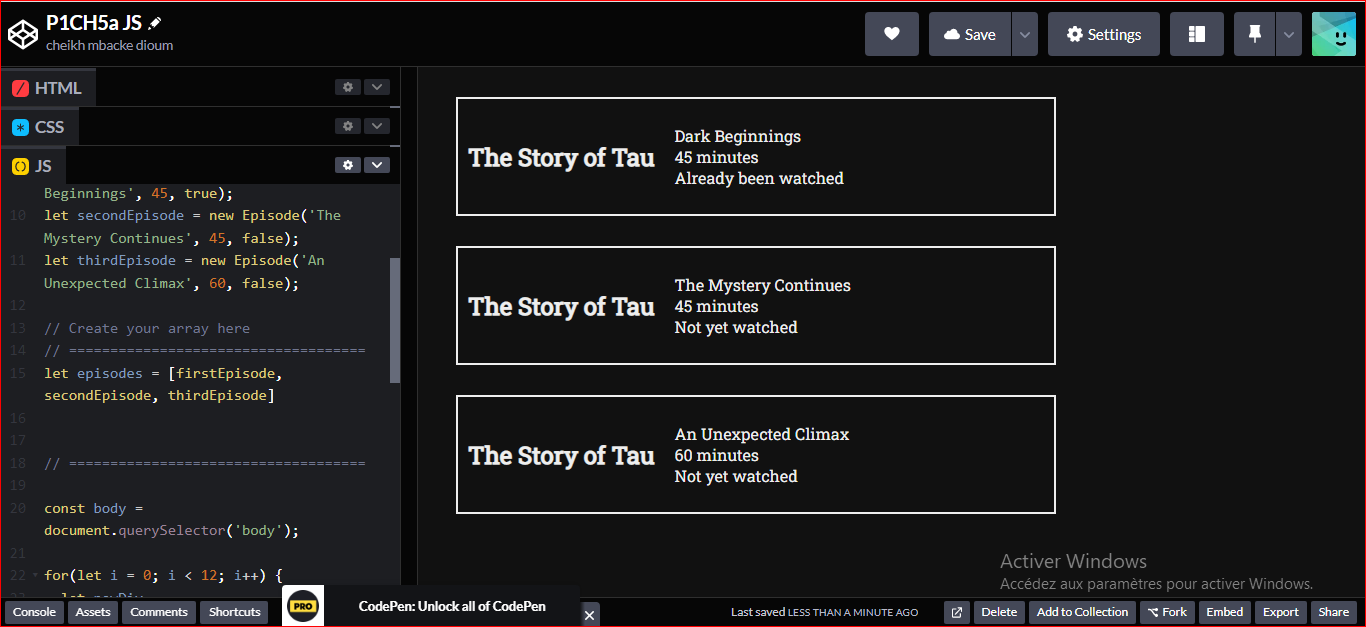 P1CH5a JS
cheikh mbacke dioum
Save
Settings
HTML
CSS
JS
Beginnings', 45, true);
10 let secondEpisode = new Episode('The
Mystery Continues', 45, false);
11 let thirdEpisode = new Episode('An
Unexpected Climax', 60, false);
12
13 // Create your array here
14 // ====================================
15 let episodes = [firstEpisode,
secondEpisode, thirdEpisode]
16
17
18 // ====================================
19
20 const body =
document.querySelector('body');
21
22 for(let i = 0; i < 12; i++) {
The Story of Tau
Dark Beginnings
45 minutes
Already been watched
The Story of Tau
The Mystery Continues
45 minutes
Not yet watched
The Story of Tau
An Unexpected Climax
60 minutes
Not yet watched
Activer Windows
Accédez aux paramètres pour activer Windows.
Console
Assets
Comments
Shortcuts
PRO
CodePen: Unlock all of CodePen
Last saved LESS THAN A MINUTE AGO
Delete
Add to Collection
Fork
Embed
Export
Share